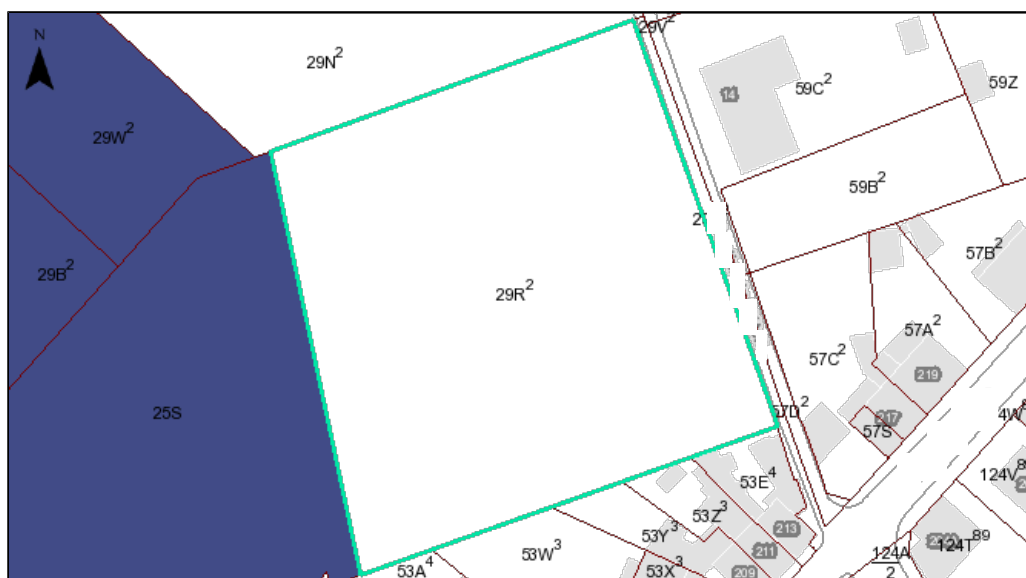 29V²
N
29N²
59C²
59Z
14
29W²
59B²
57B²
29B²
29R²
57A²
57C²
219
25S
57D²
217
57S
4W
124V⁸⁹
53E⁴
53Z³
213
53Y³
124T⁸⁹
211
53W³
124A
2
53A⁴
53X³
209